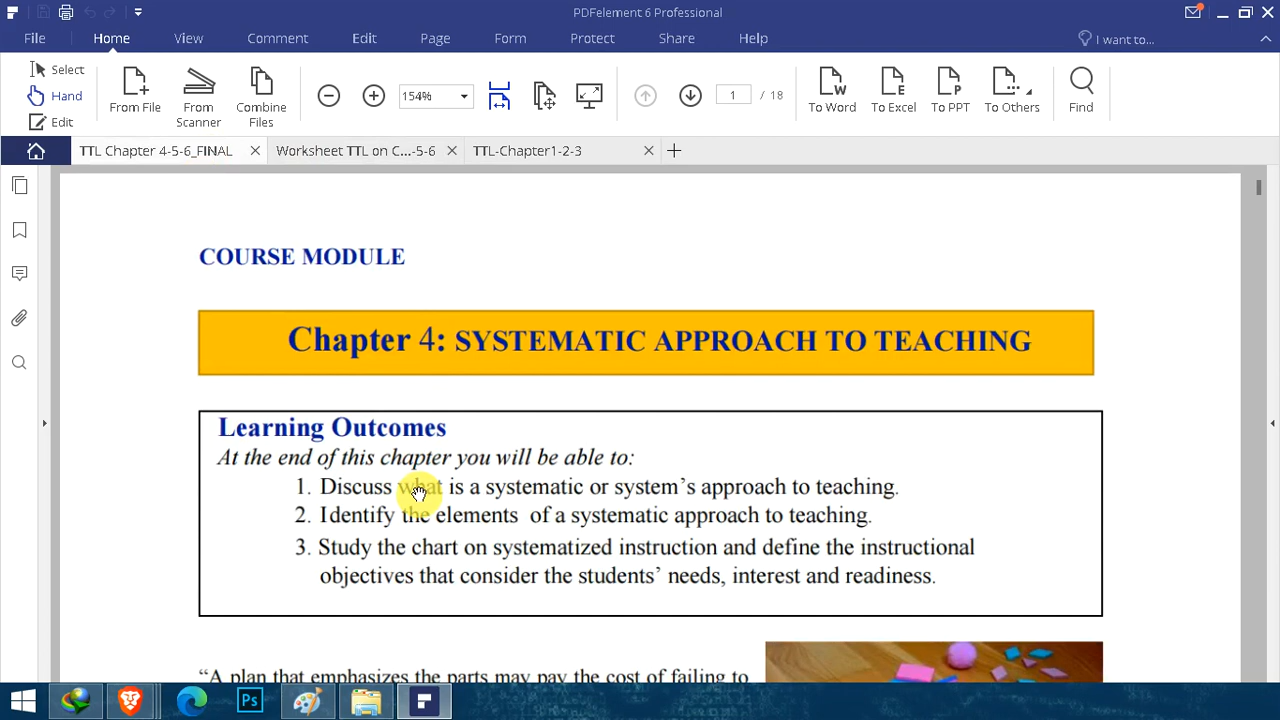 PDFelement 6 Professional
File Home View Comment Edit Page Form Protect Share Help I want to...
Select
Hand
Edit
From File
From Scanner
Combine Files
154%
1 / 18
To Word
To Excel
To PPT
To Others
Find
TTL Chapter 4-5-6_FINAL
Worksheet TTL on C...-5-6
TTL-Chapter1-2-3
COURSE MODULE
Chapter 4: SYSTEMATIC APPROACH TO TEACHING
Learning Outcomes
At the end of this chapter you will be able to:
1. Discuss what is a systematic or system's approach to teaching.
2. Identify the elements of a systematic approach to teaching.
3. Study the chart on systematized instruction and define the instructional
objectives that consider the students' needs, interest and readiness.
"A plan that emphasizes the parts may pay the cost of failing to
Ps